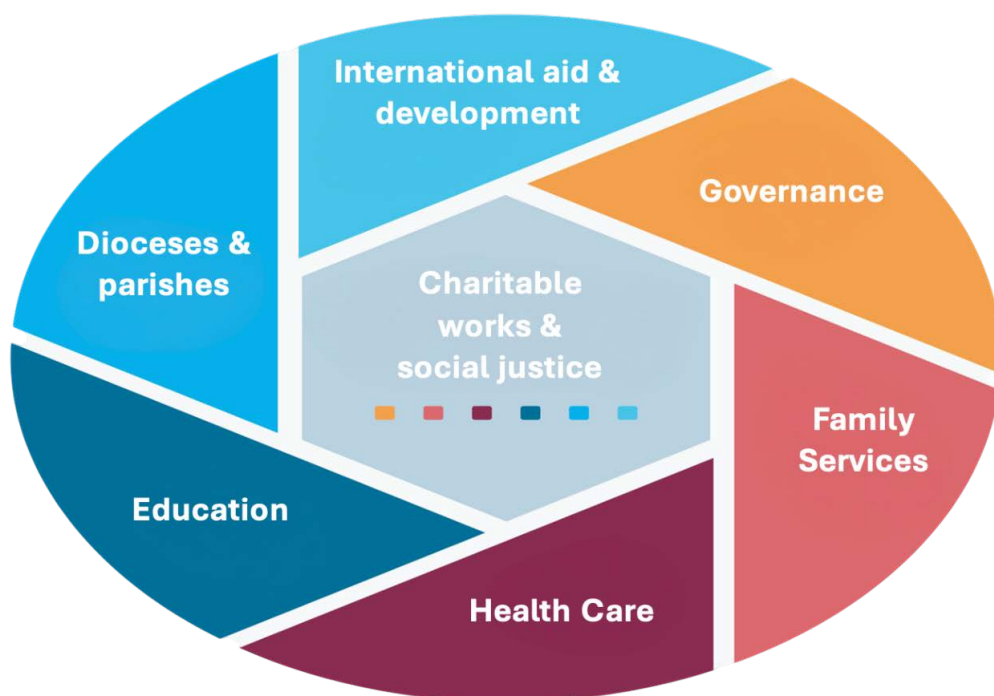 International aid &
development
Governance
Dioceses &
parishes
Charitable
works &
social justice
Family
Services
Education
Health Care